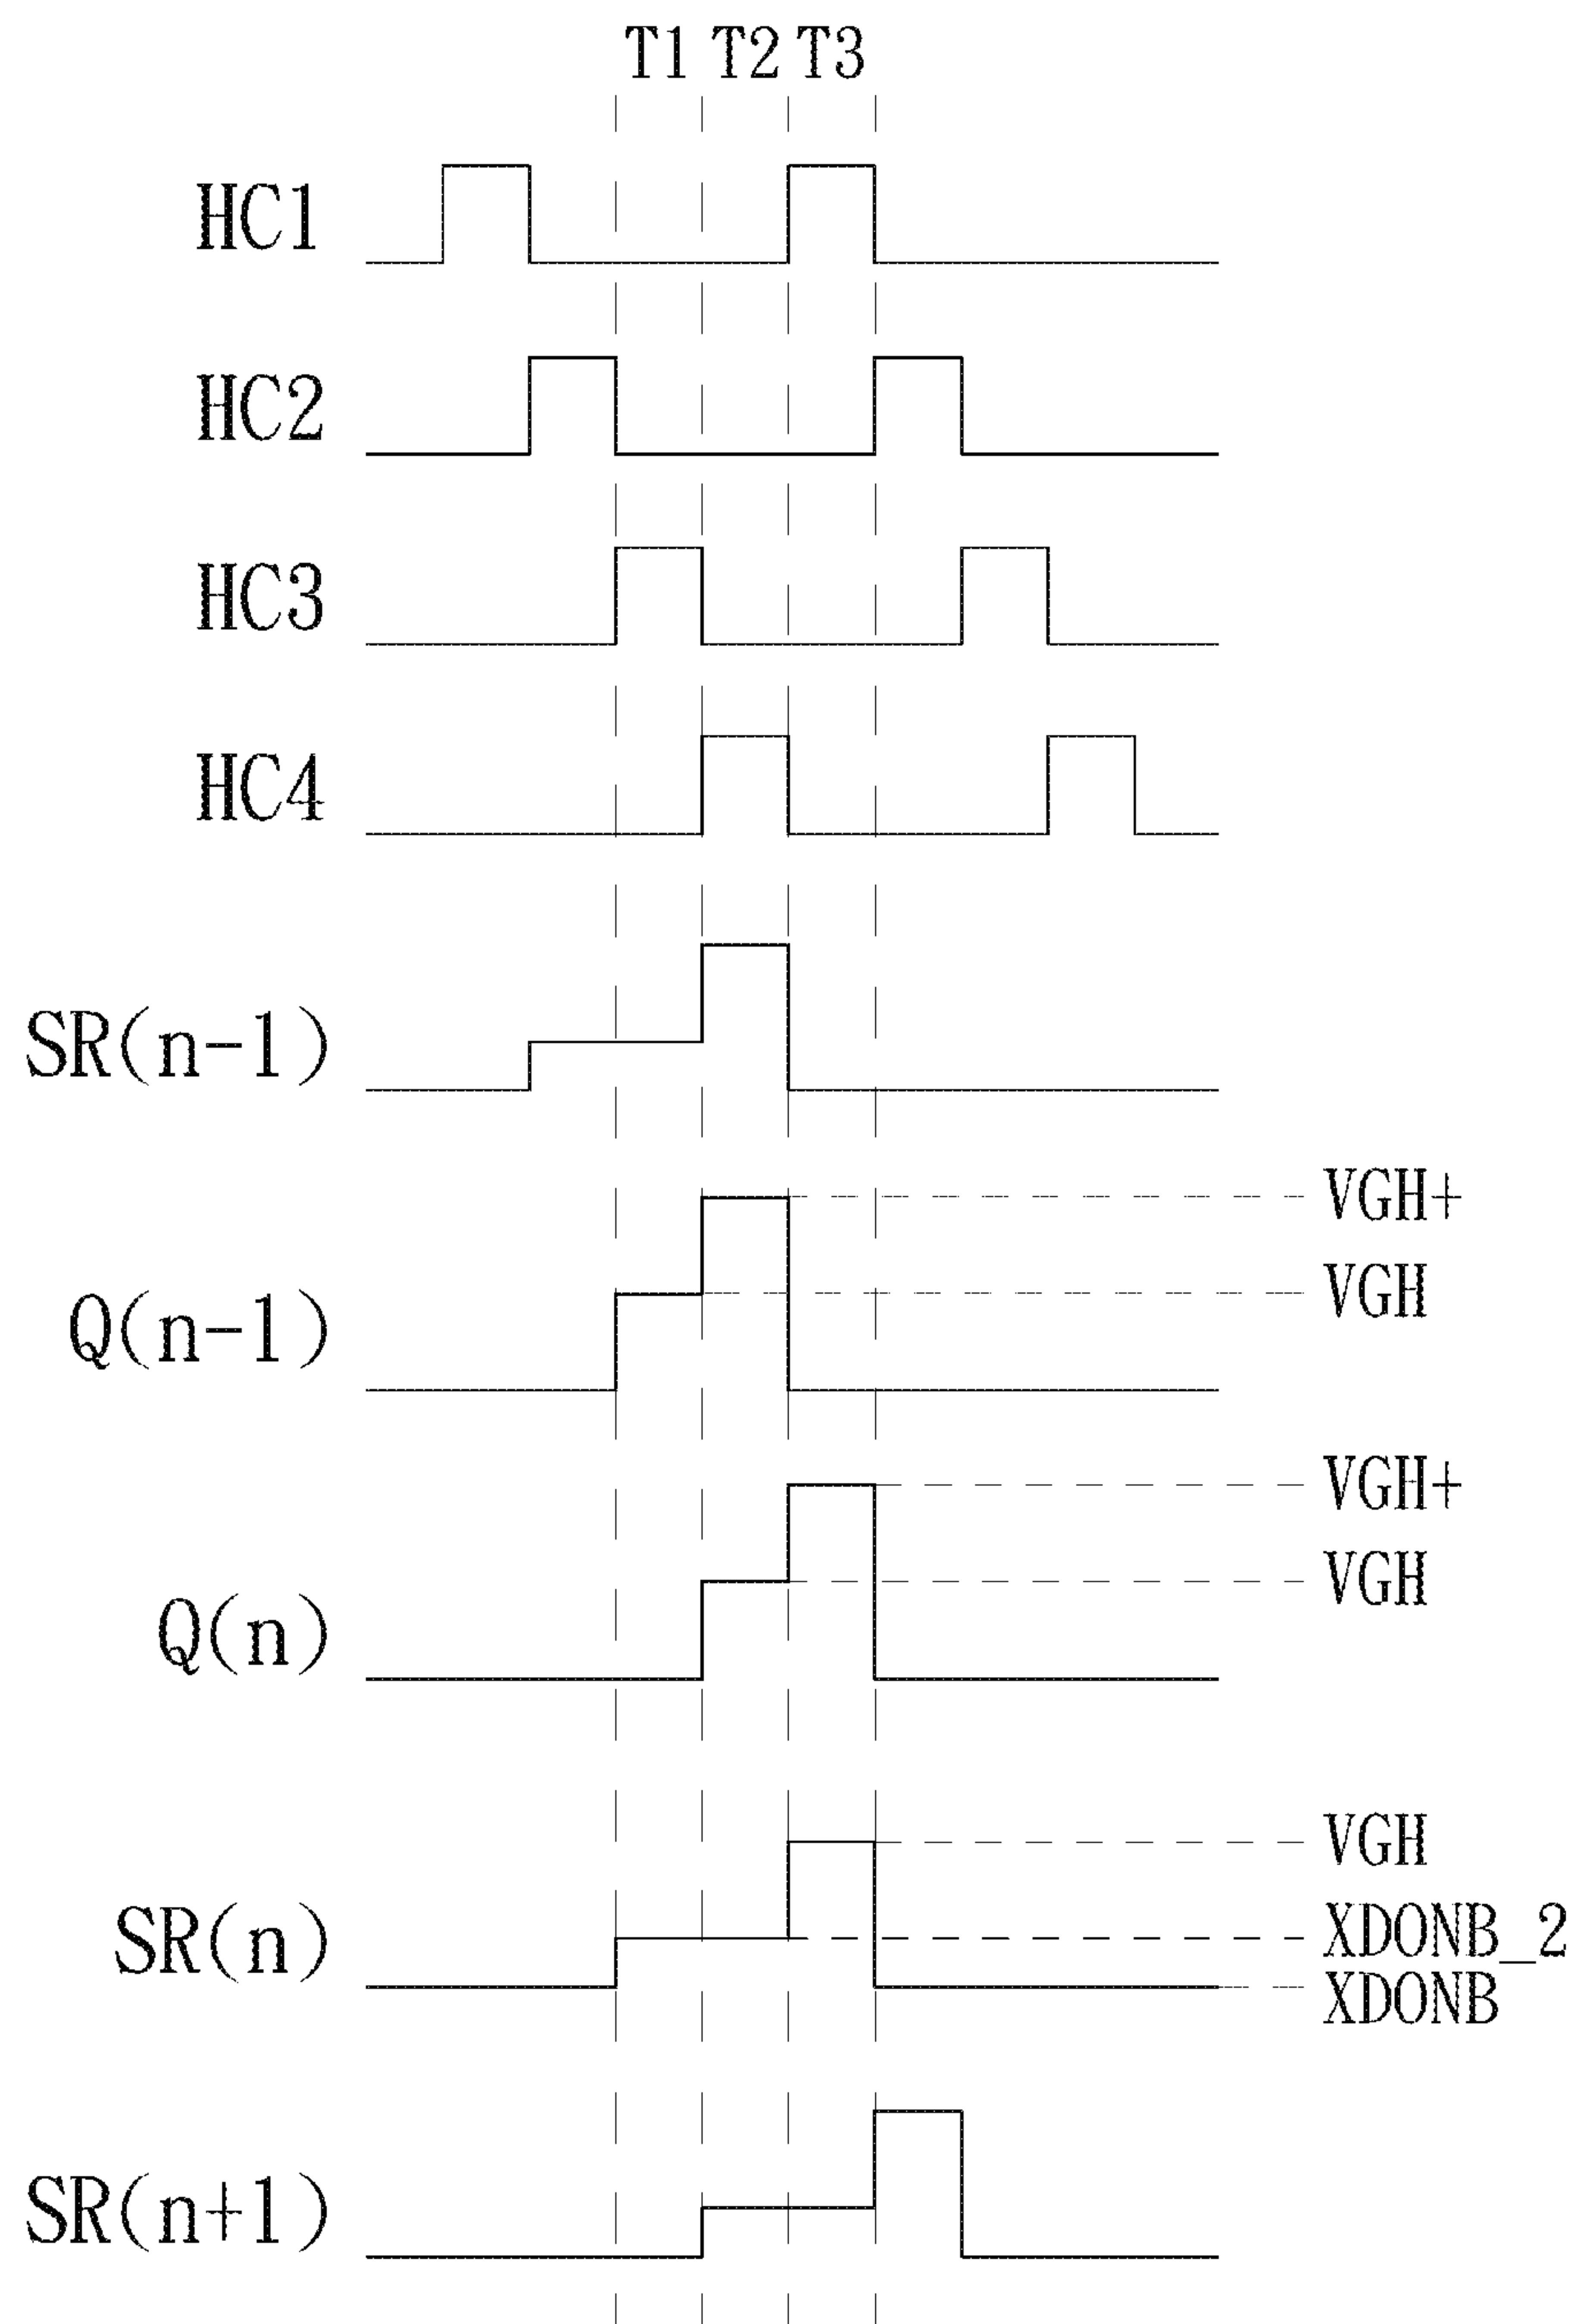 T1 T2 T3
HC1
HC2
HC3
HC4
SR(n-1)
VGH+
VGH
Q(n-1)
VGH+
VGH
Q(n)
VGH
XDONB_2
SR(n)
XDONB
SR(n+1)